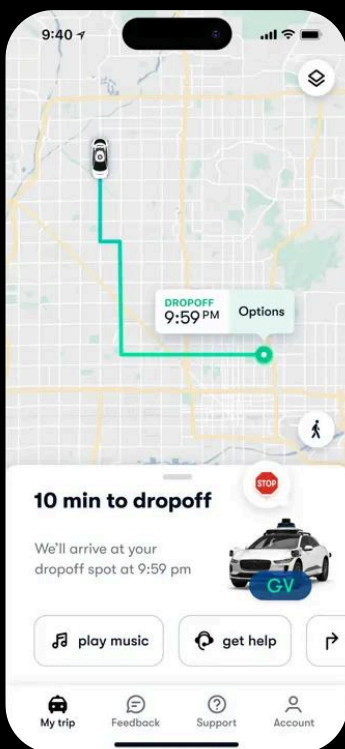 9:40
DROPOFF
9:59 PM
Options
STOP
10 min to dropoff
We'll arrive at your
dropoff spot at 9:59 pm
GV
play music
get help
My trip
Feedback
Support
Account